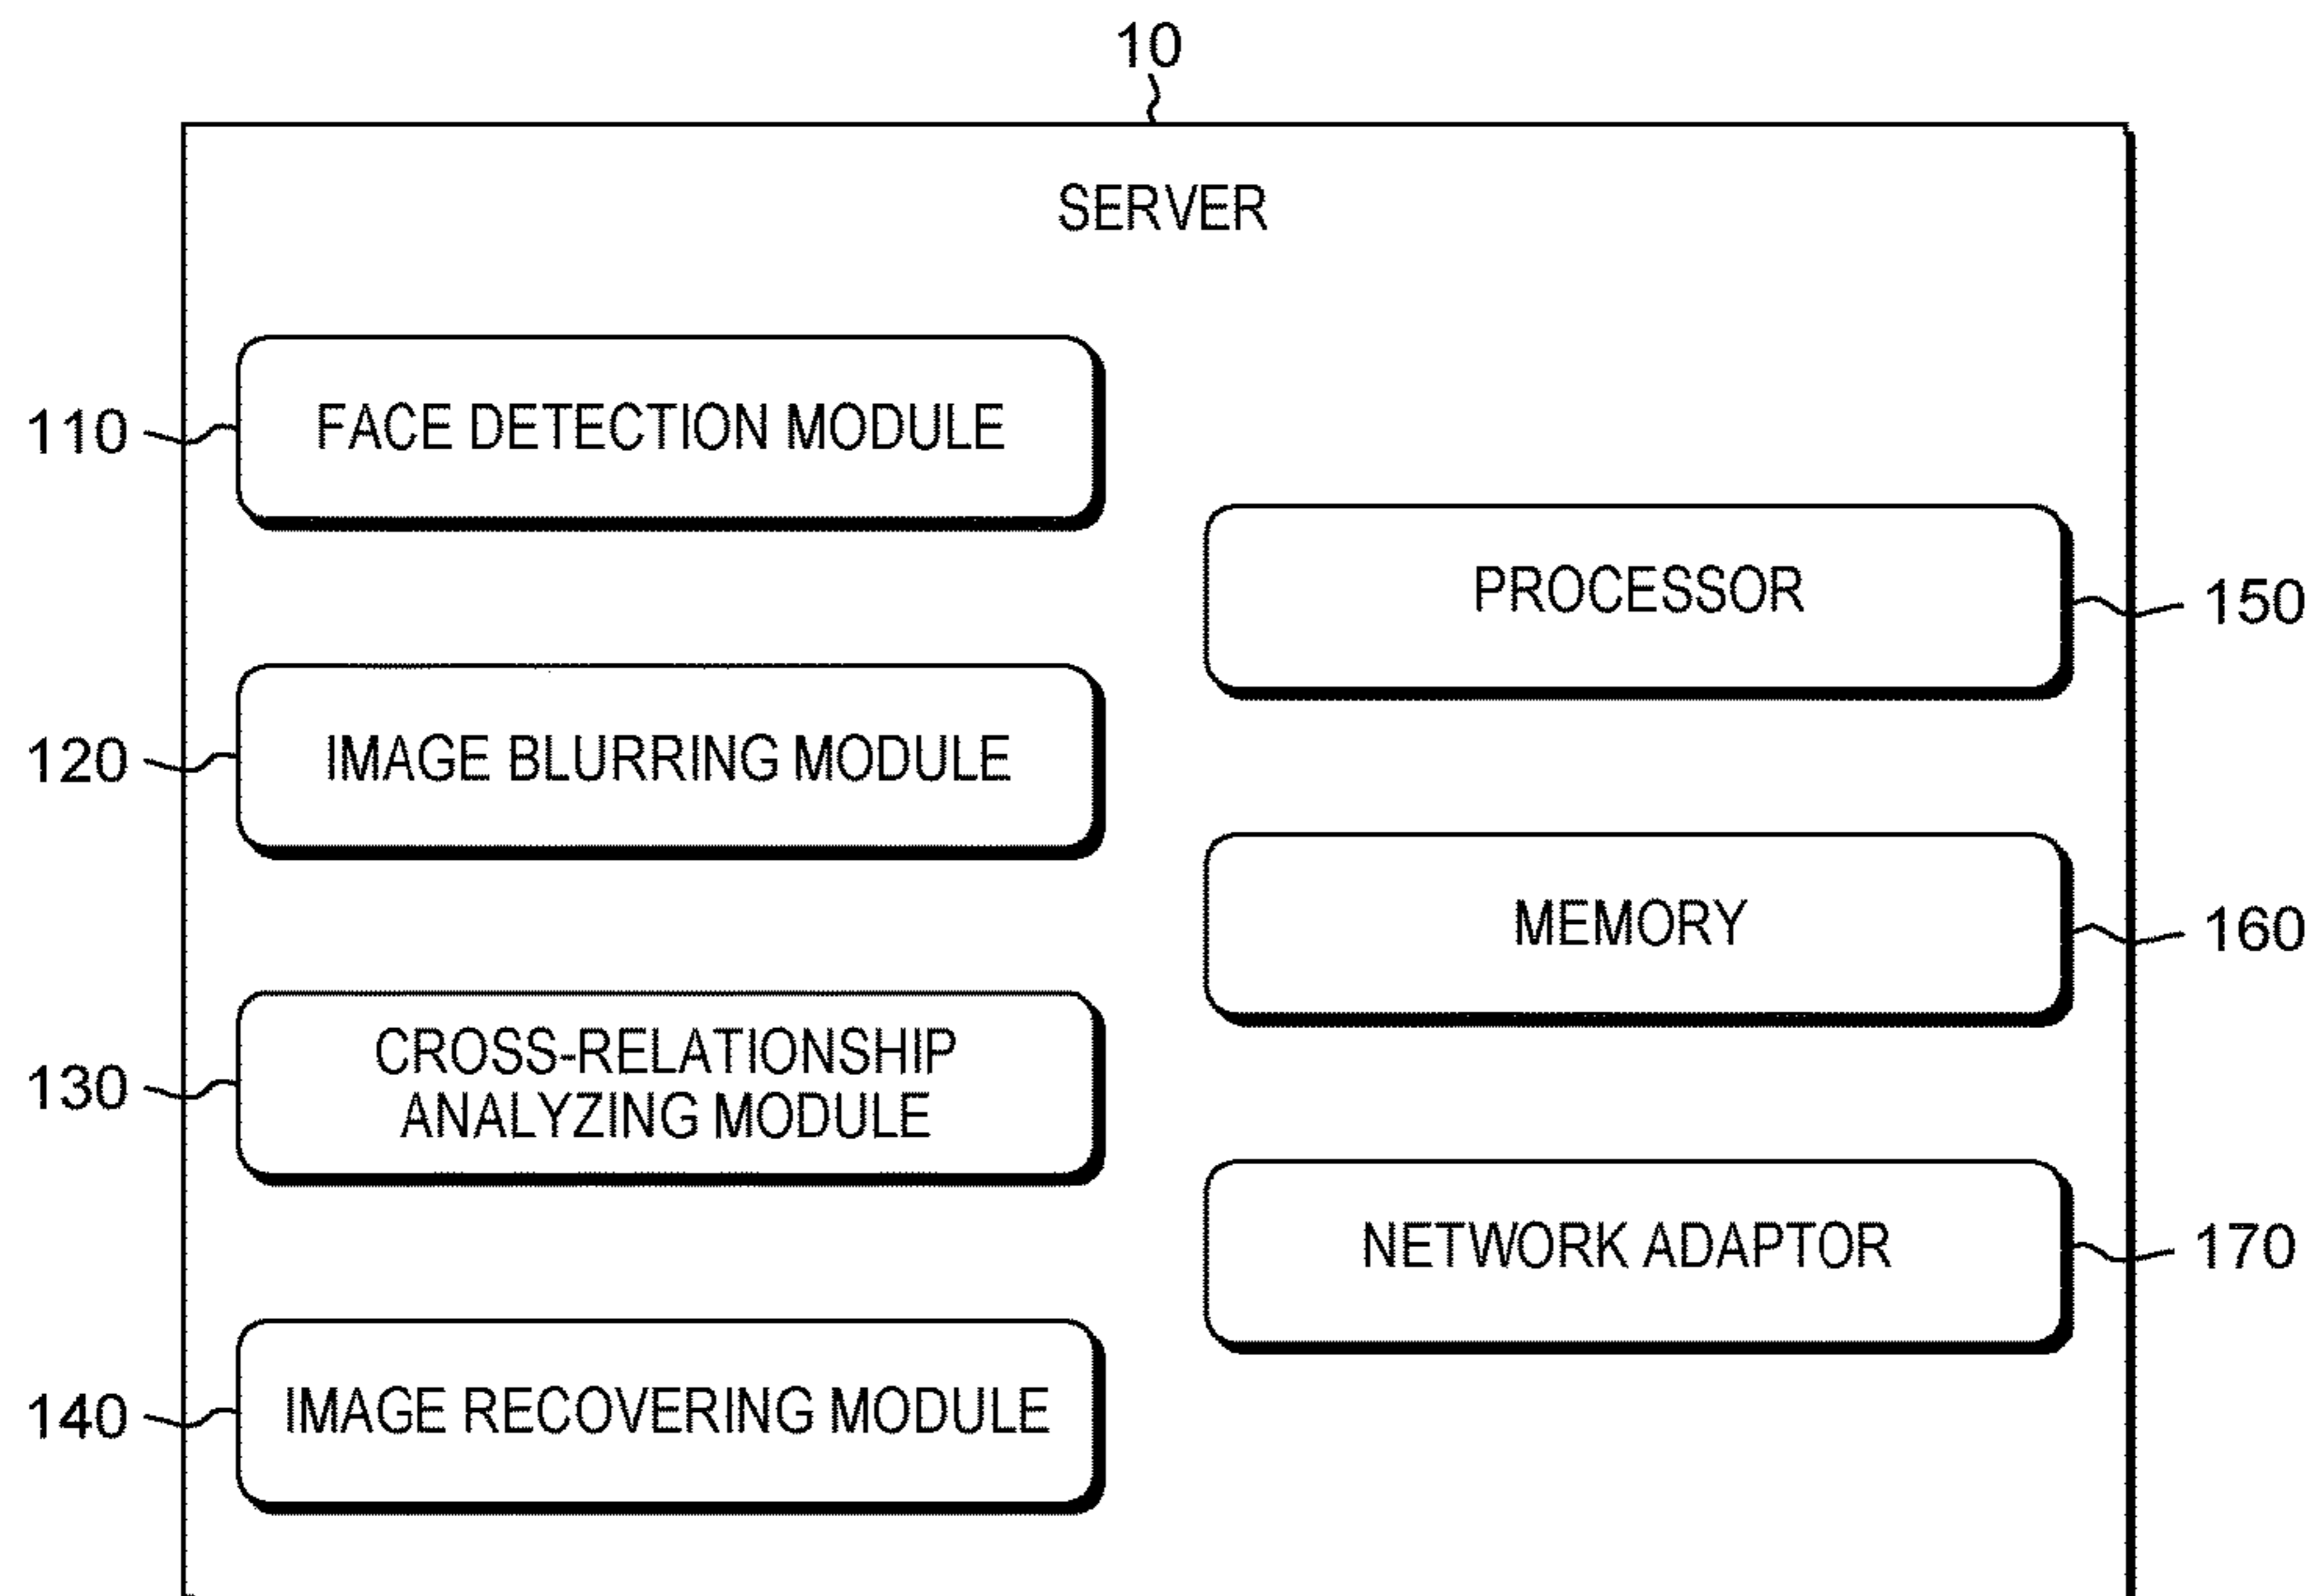 10
SERVER
110
FACE DETECTION MODULE
PROCESSOR
150
120
IMAGE BLURRING MODULE
MEMORY
160
130
CROSS-RELATIONSHIP
ANALYZING MODULE
NETWORK ADAPTOR
170
140
IMAGE RECOVERING MODULE